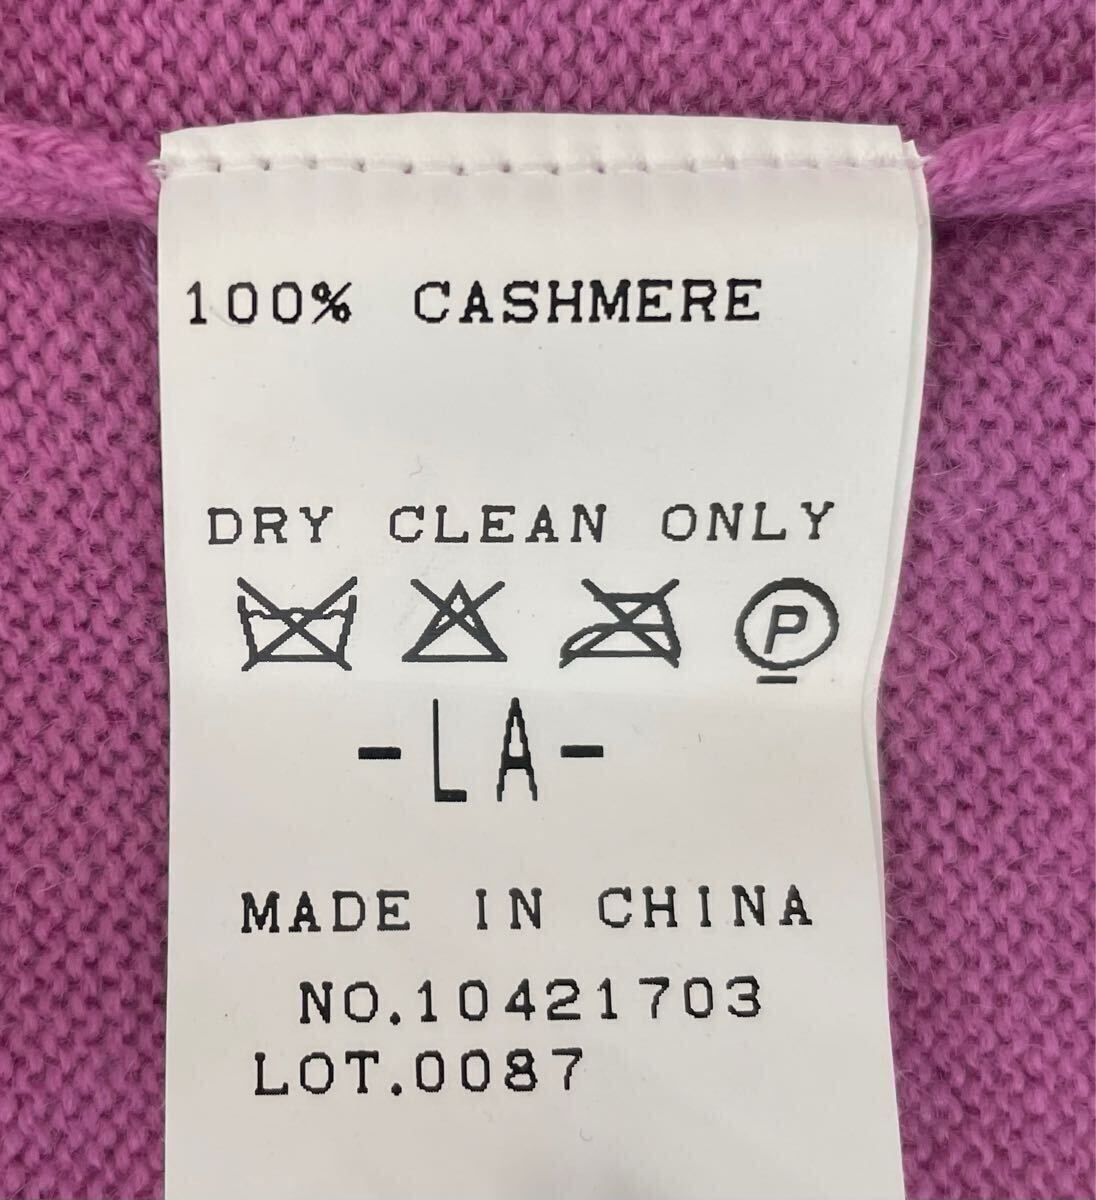 100% CASHMERE
DRY CLEAN ONLY
P
-LA-
MADE IN CHINA
NO.10421703
LOT.0087